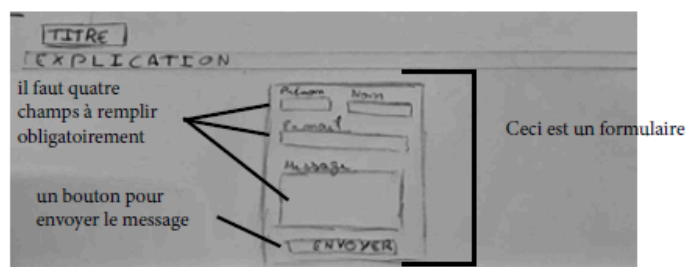 TITRE
EXPLICATION
il faut quatre
champs à remplir
obligatoirement
Prénom Nom
E-mail
Message
Ceci est un formulaire
un bouton pour
envoyer le message
ENVOYER